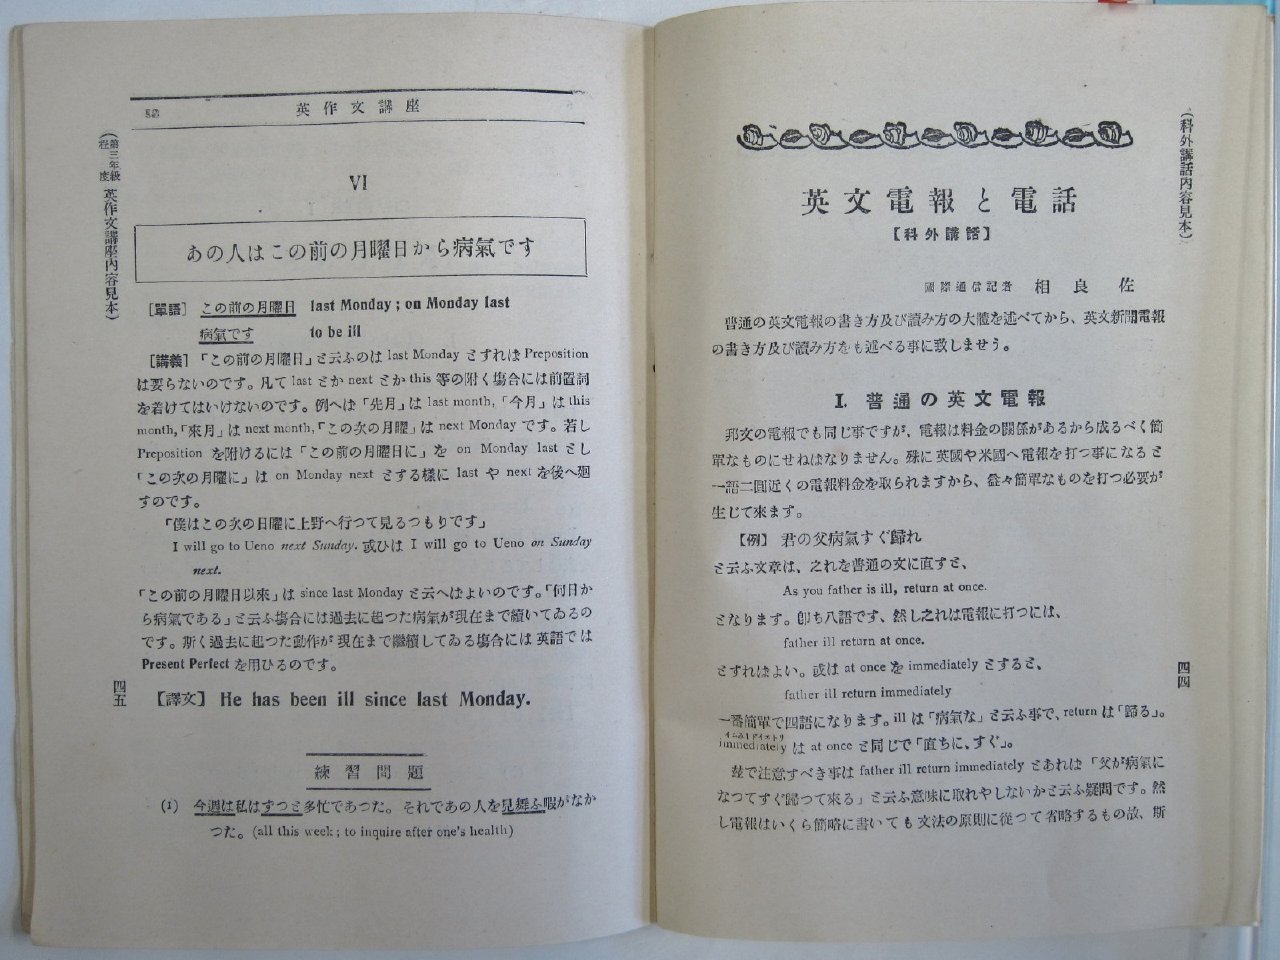 英作文講座
(第三年級程度 英作文講座內容見本)
VI
あの人はこの前の月曜日から病氣です
【單語】 この前の月曜日 last Monday ; on Monday last
病氣です to be ill
【講義】「この前の月曜日」と云ふのは last Monday とすれば Preposition
は要らないのです。凡て last とか next とか this 等の附く塲合には前置詞
を着けてはいけないのです。例へば「先月」は last month,「今月」は this
month,「來月」は next month,「この次の月曜」は next Monday です。若し
Preposition を附けるには「この前の月曜日に」を on Monday last とし
「この次の月曜に」は on Monday next とする樣に last や next を後へ廻
すのです。
「僕はこの次の日曜に上野へ行つて見るつもりです」
I will go to Ueno next Sunday. 或ひは I will go to Ueno on Sunday
next.
「この前の月曜日以來」は since last Monday と云へばよいのです。「何日か
ら病氣である」と云ふ塲合には過去に起つた病氣が現在まで續いてゐるの
です。斯く過去に起つた動作が現在まで繼續してゐる塲合には英語では
Present Perfect を用ひるのです。
【譯文】 He has been ill since last Monday.
四五
練習問題
(1) 今週は私はずつと多忙であつた。それであの人を見舞ふ暇がなか
つた。(all this week ; to inquire after one's health)
(科外講話內容見本)
英文電報と電話
【科外講話】
國際通信記者 相良佐
普通の英文電報の書き方及び讀み方の大體を述べてから、英文新聞電報
の書き方及び讀み方をも述べる事に致しませう。
I. 普通の英文電報
邦文の電報でも同じ事ですが、電報は料金の關係があるから成るべく簡
單なものにせねばなりません。殊に英國や米國へ電報を打つ事になると
一語二圓近くの電報料金を取られますから、益々簡單なものを打つ必要が
生じて來ます。
【例】 君の父病氣すぐ歸れ
と云ふ文章は、之れを普通の文に直すと、
As you father is ill, return at once.
となります。卽ち八語です、然し之れは電報に打つには、
father ill return at once.
とすればよい。或は at once を immediately とすると、
father ill return immediately
一番簡單で四語になります。ill は「病氣な」と云ふ事で、return は「歸る」。
immediately は at once と同じで「直ちに、すぐ」。
玆で注意すべき事は father ill return immediately とあれば「父が病氣に
なつてすぐ歸つて來る」と云ふ意味に取れやしないかと云ふ疑問です。然
し電報はいくら簡略に書いても文法の原則に從つて省略するもの故、斯
四四